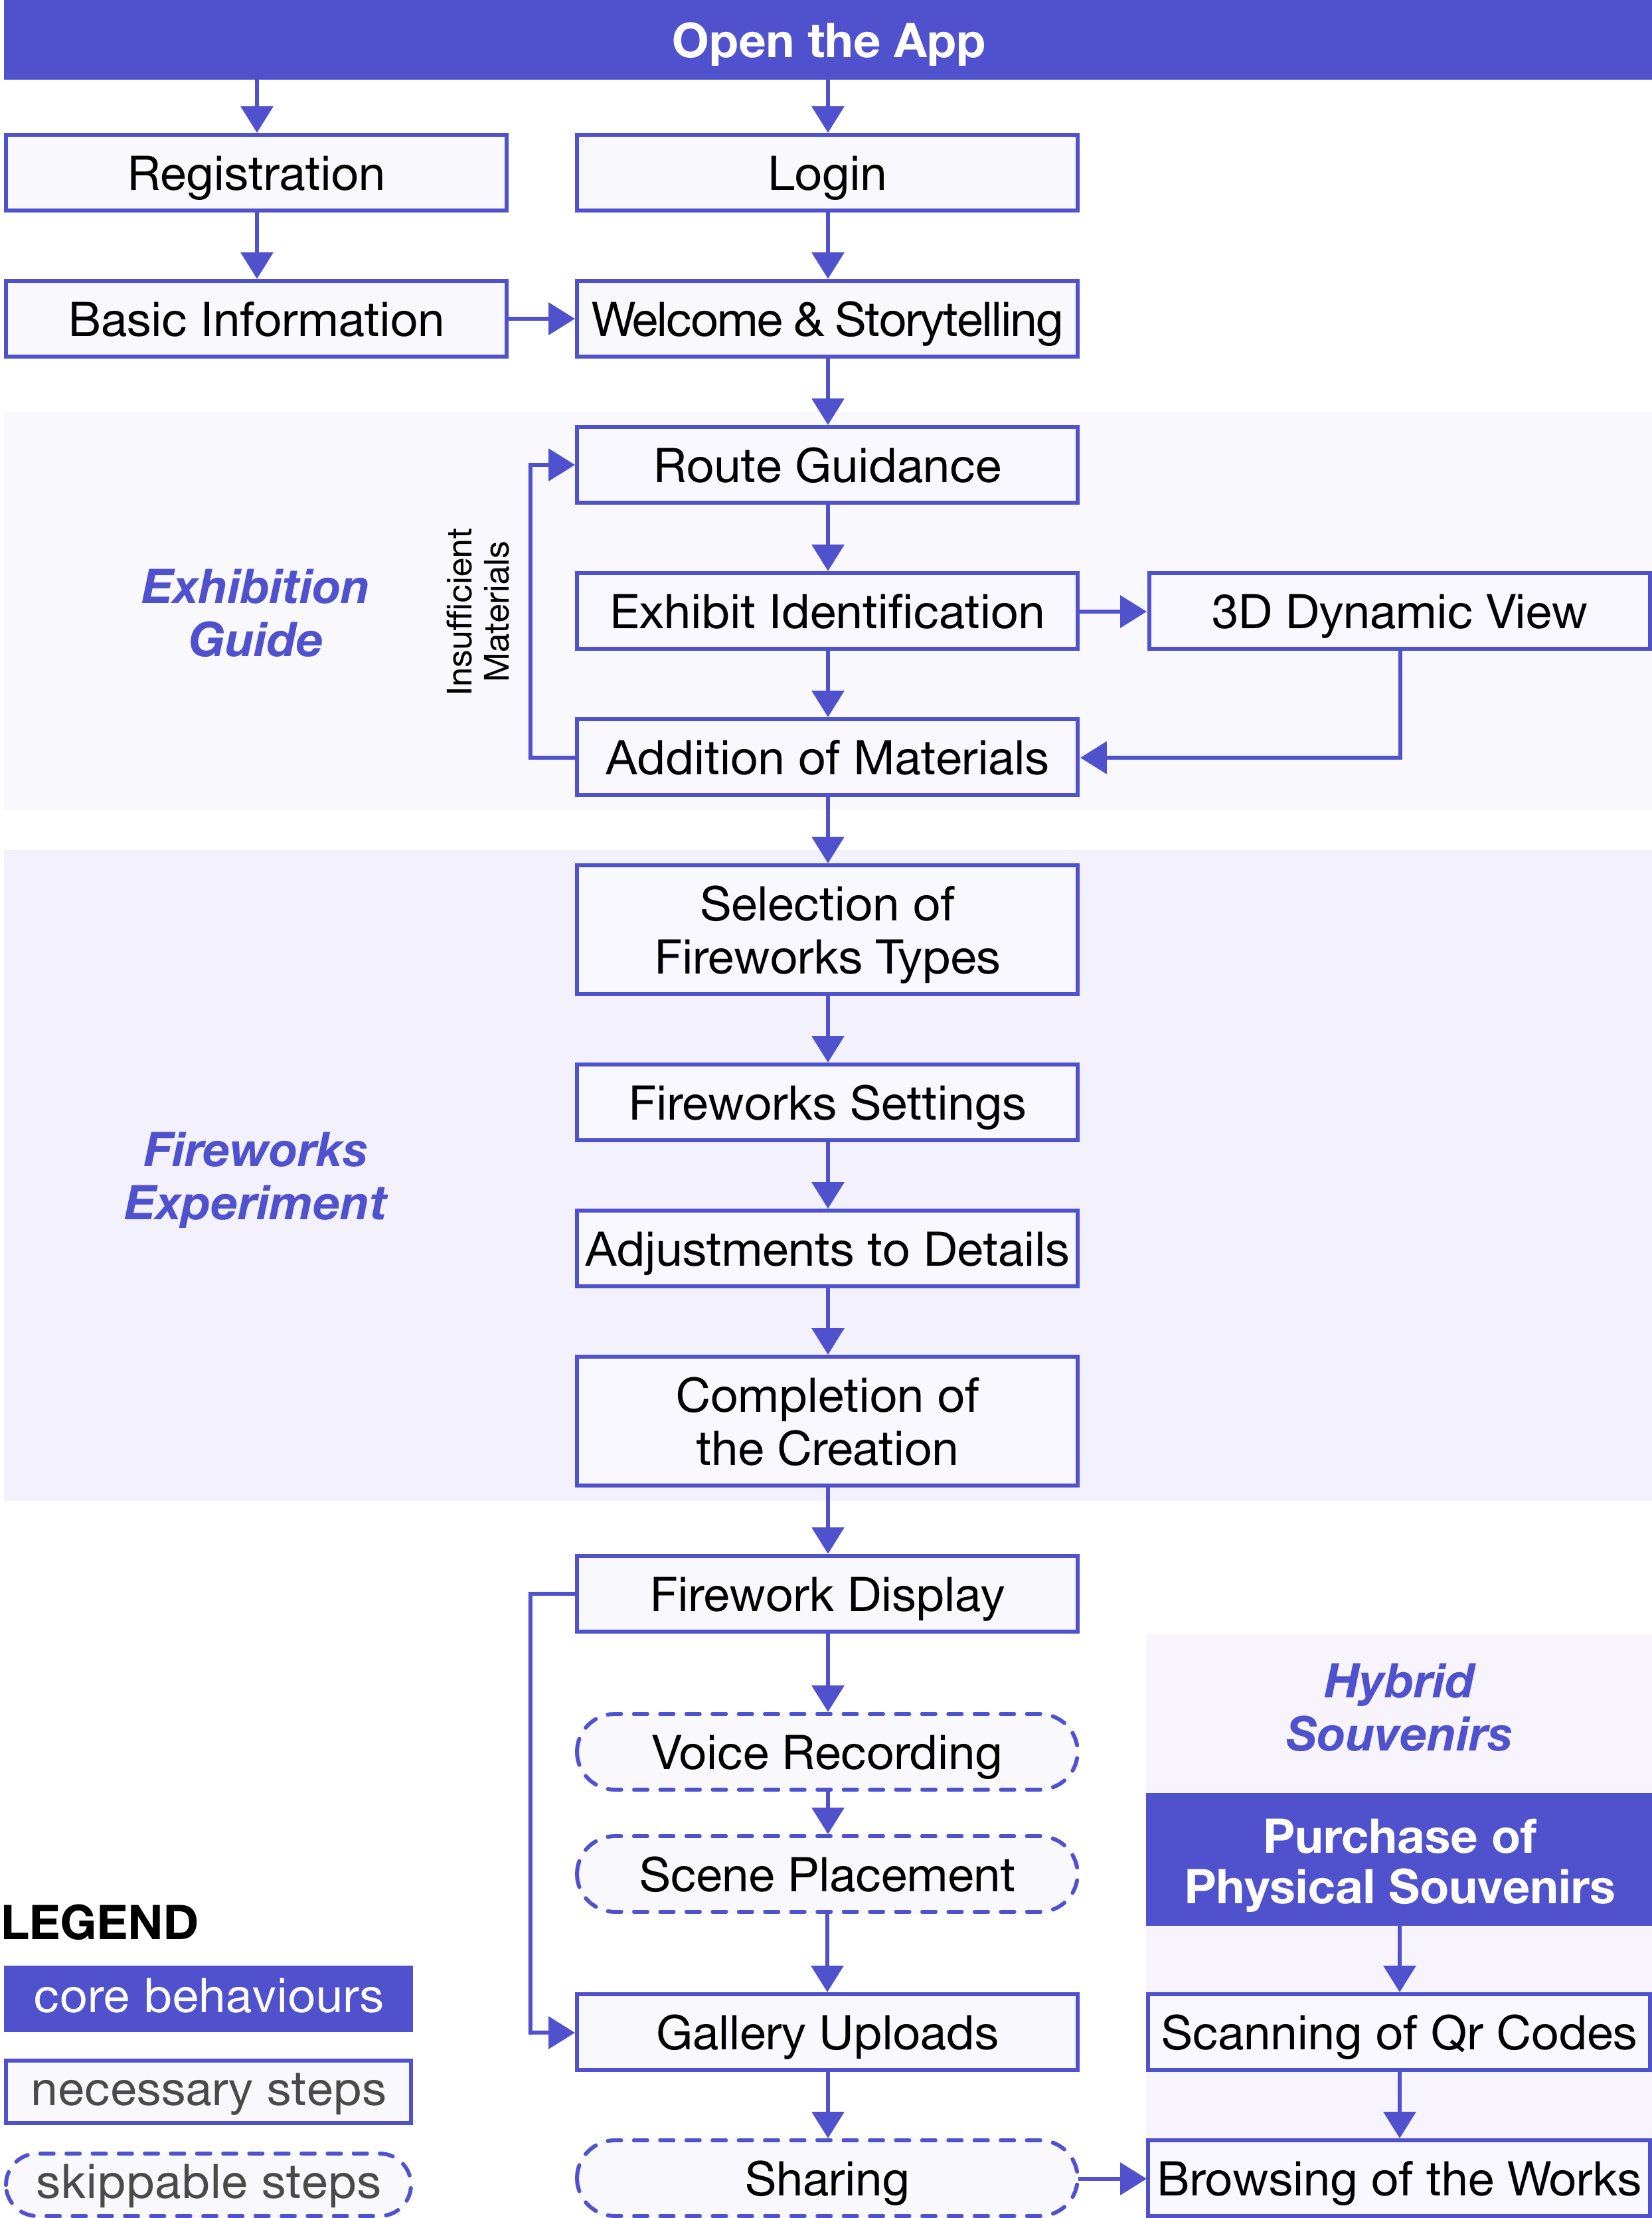 Open the App
Registration
Login
Basic Information
Welcome & Storytelling
Route Guidance
Exhibition
Guide
Insufficient
Materials
Exhibit Identification
3D Dynamic View
Addition of Materials
Selection of
Fireworks Types
Fireworks Settings
Fireworks
Experiment
Adjustments to Details
Completion of
the Creation
Firework Display
Voice Recording
Scene Placement
Gallery Uploads
Sharing
Hybrid
Souvenirs
Purchase of
Physical Souvenirs
Scanning of Qr Codes
Browsing of the Works
LEGEND
core behaviours
necessary steps
skippable steps